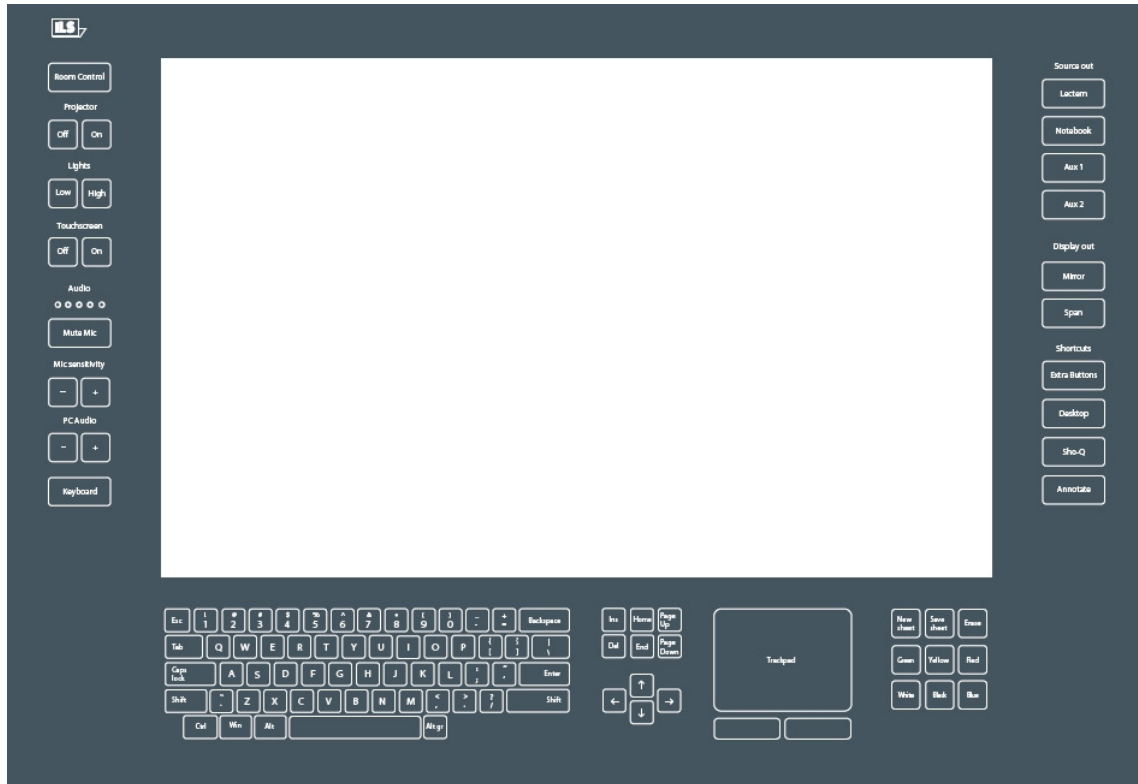 ILS
Room Control
Projector
Off On
Lights
Low High
Touchscreen
Off On
Audio
Mute Mic
Mic sensitivity
- +
PC Audio
- +
Keyboard
Source out
Lectern
Notebook
Aux 1
Aux 2
Display out
Mirror
Span
Shortcuts
Extra Buttons
Desktop
Sho-Q
Annotate
Esc ! 1 @ 2 # 3 $ 4 % 5 ^ 6 & 7 * 8 ( 9 ) 0 _ - + = Backspace
Tab Q W E R T Y U I O P { [ } ] | \
Caps lock A S D F G H J K L : ; " ' Enter
Shift Z X C V B N M < , > . ? / Shift
Ctrl Win Alt Alt gr
Ins Home Page Up
Del End Page Down
↑
← ↓ →
Trackpad
New sheet Save sheet Erase
Green Yellow Red
White Black Blue